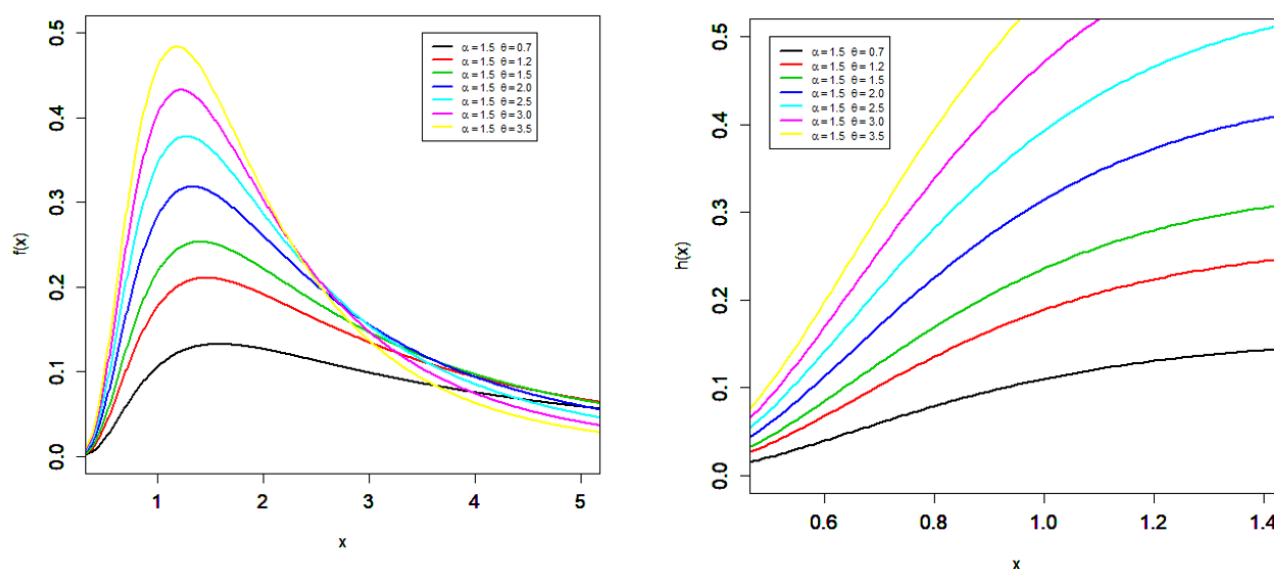 0.5
0.4
0.3
0.2
0.1
0.0
f(x)
α = 1.5 θ = 0.7
α = 1.5 θ = 1.2
α = 1.5 θ = 1.5
α = 1.5 θ = 2.0
α = 1.5 θ = 2.5
α = 1.5 θ = 3.0
α = 1.5 θ = 3.5
1 2 3 4 5
x
0.5
0.4
0.3
0.2
0.1
0.0
h(x)
α = 1.5 θ = 0.7
α = 1.5 θ = 1.2
α = 1.5 θ = 1.5
α = 1.5 θ = 2.0
α = 1.5 θ = 2.5
α = 1.5 θ = 3.0
α = 1.5 θ = 3.5
0.6 0.8 1.0 1.2 1.4
x